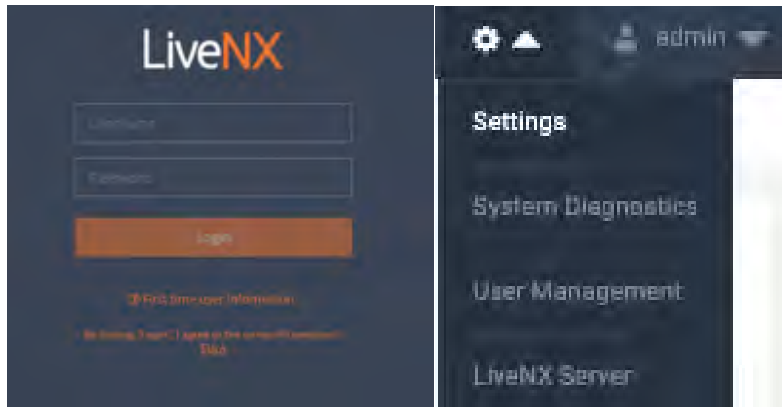 LiveNX
Username
Password
Login
First time user information
admin
Settings
System Diagnostics
User Management
LiveNX Server